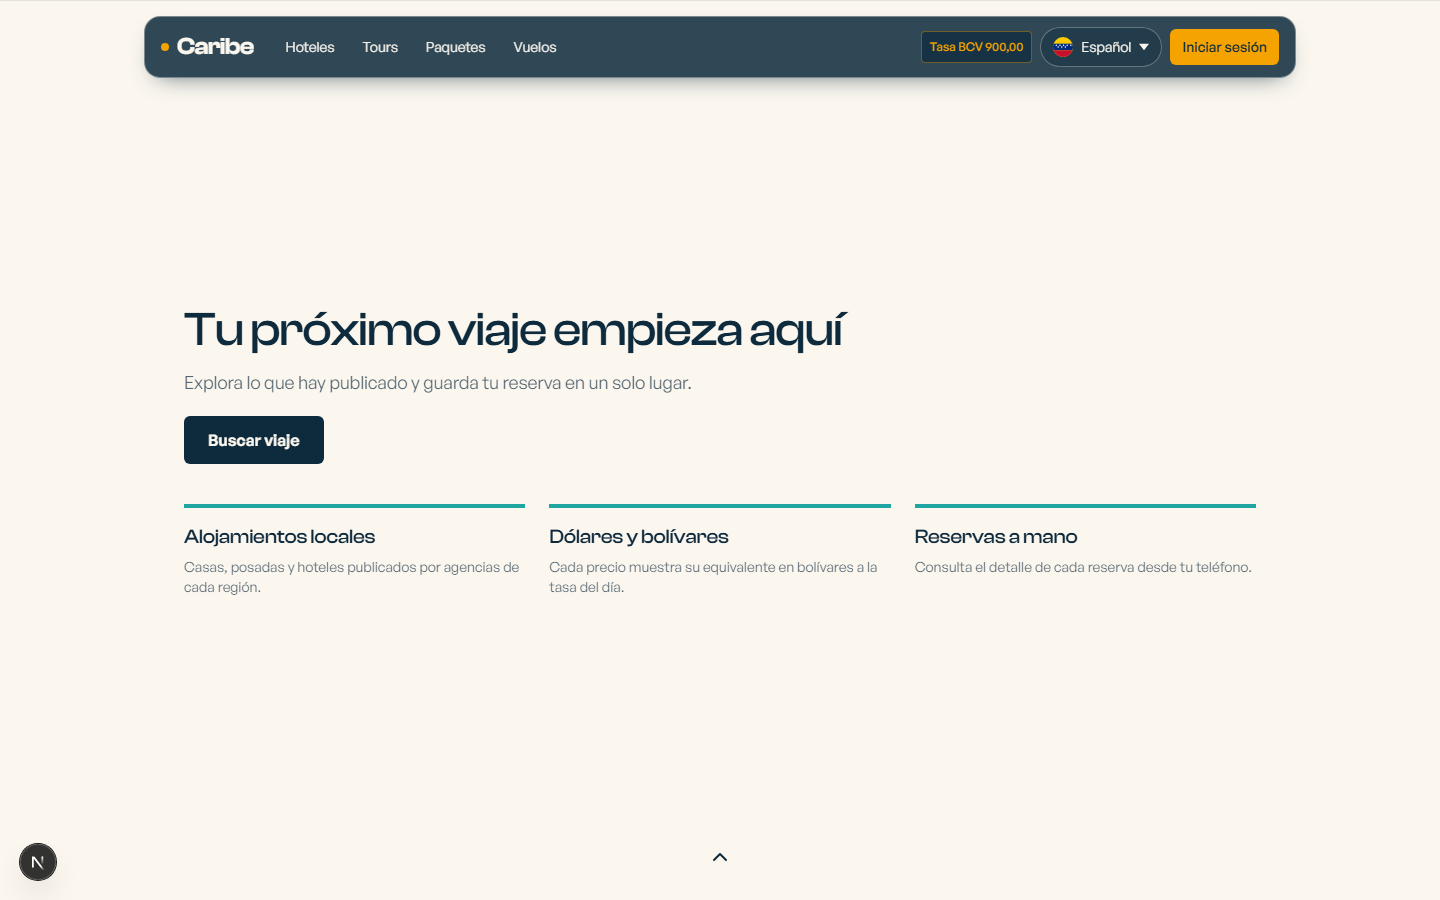 Caribe
Hoteles
Tours
Paquetes
Vuelos
Tasa BCV 900,00
Español
Iniciar sesión
Tu próximo viaje empieza aquí
Explora lo que hay publicado y guarda tu reserva en un solo lugar.
Buscar viaje
Alojamientos locales
Casas, posadas y hoteles publicados por agencias de
cada región.
Dólares y bolívares
Cada precio muestra su equivalente en bolívares a la
tasa del día.
Reservas a mano
Consulta el detalle de cada reserva desde tu teléfono.
N